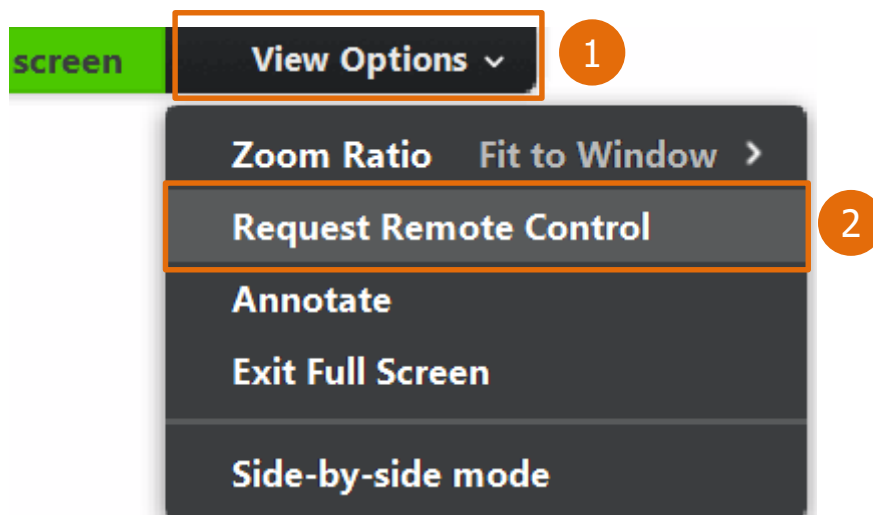 screen View Options 1
Zoom Ratio Fit to Window
Request Remote Control 2
Annotate
Exit Full Screen
Side-by-side mode